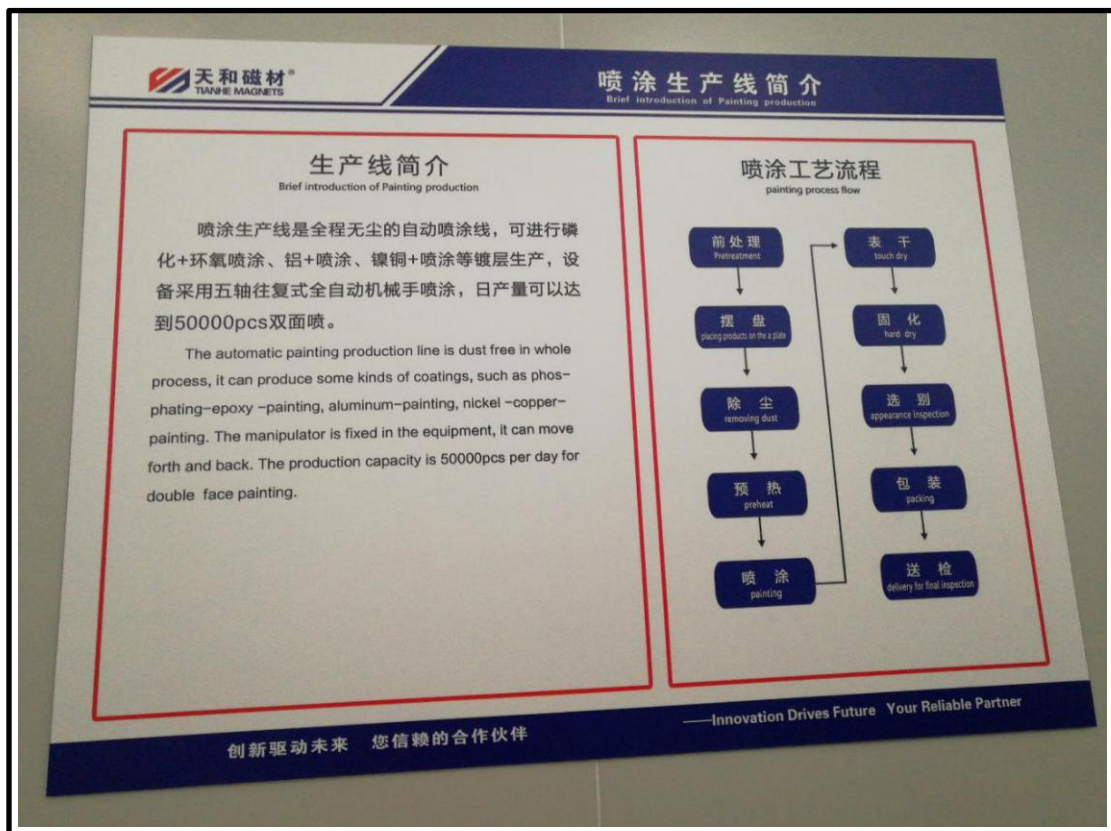 天和磁材®
TIANHE MAGNETS
喷涂生产线简介
Brief introduction of Painting production
生产线简介
Brief introduction of Painting production
喷涂生产线是全程无尘的自动喷涂线，可进行磷
化+环氧喷涂、铝+喷涂、镍铜+喷涂等镀层生产，设
备采用五轴往复式全自动机械手喷涂，日产量可以达
到50000pcs双面喷。
The automatic painting production line is dust free in whole
process, it can produce some kinds of coatings, such as phos-
phating-epoxy -painting, aluminum-painting, nickel -copper-
painting. The manipulator is fixed in the equipment, it can move
forth and back. The production capacity is 50000pcs per day for
double face painting.
喷涂工艺流程
painting process flow
前处理
Pretreatment
摆盘
placing products on the a plate
除尘
removing dust
预热
preheat
喷涂
painting
表干
touch dry
固化
hard dry
选别
appearance inspection
包装
packing
送检
delivery for final inspection
创新驱动未来 您信赖的合作伙伴
——Innovation Drives Future Your Reliable Partner